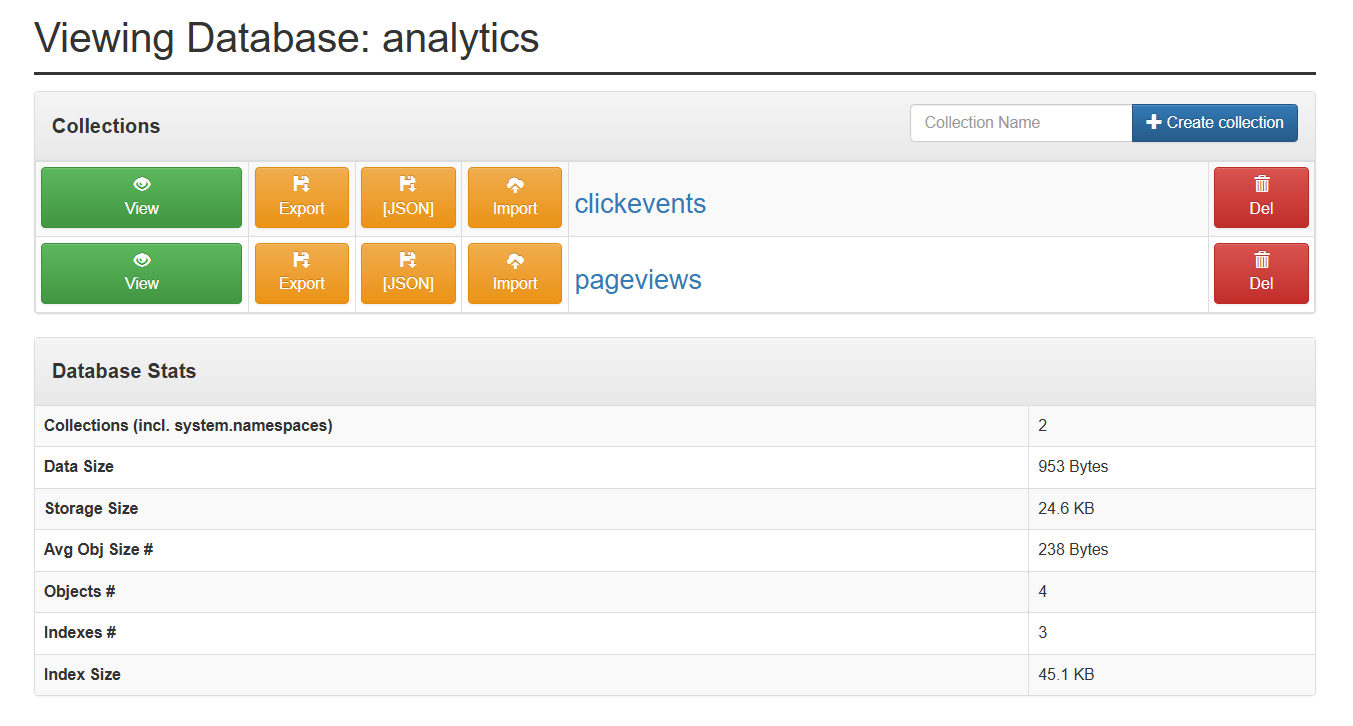 Viewing Database: analytics
Collections
Collection Name
Create collection
View Export [JSON] Import clickevents Del
View Export [JSON] Import pageviews Del
Database Stats
Collections (incl. system.namespaces) 2
Data Size 953 Bytes
Storage Size 24.6 KB
Avg Obj Size # 238 Bytes
Objects # 4
Indexes # 3
Index Size 45.1 KB